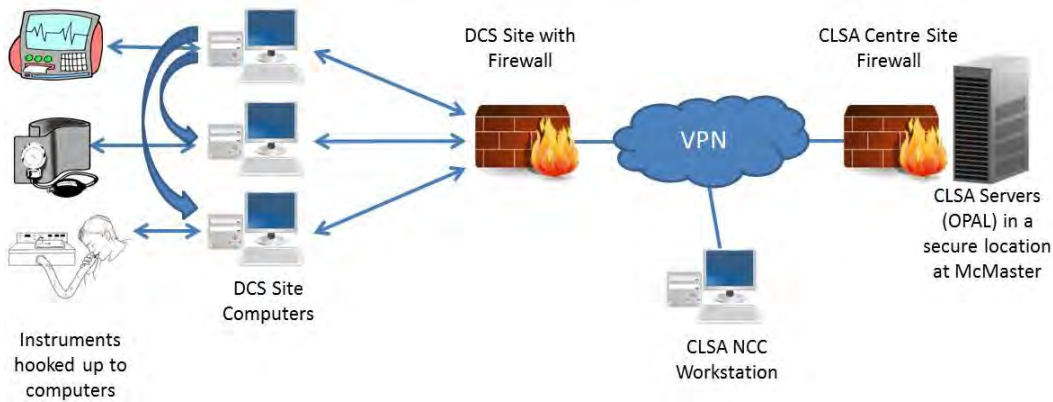 DCS Site with
Firewall
CLSA Centre Site
Firewall
VPN
CLSA Servers
(OPAL) in a
secure location
at McMaster
DCS Site
Computers
CLSA NCC
Workstation
Instruments
hooked up to
computers